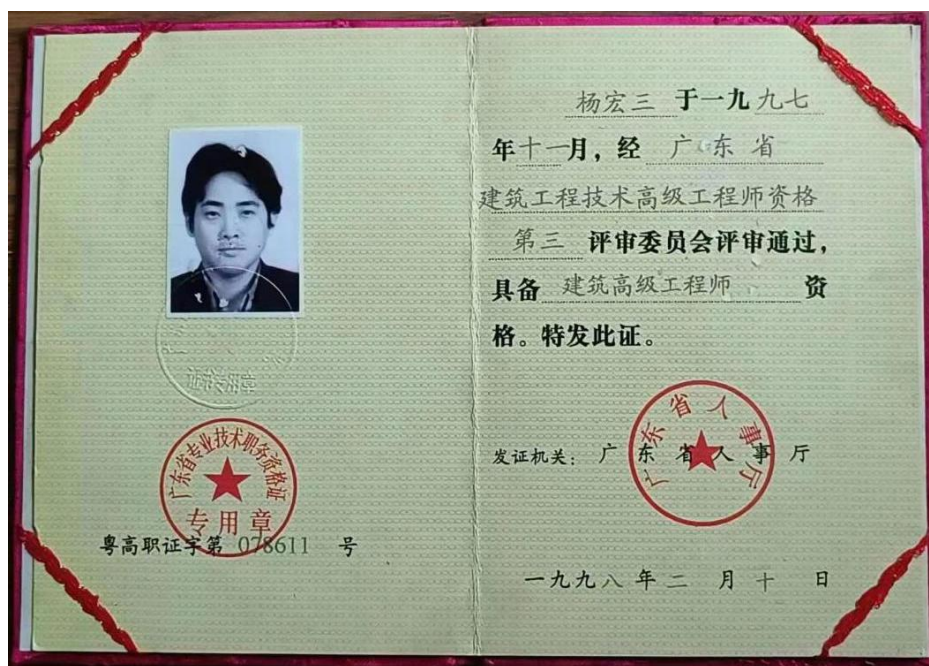 证书专用章
广东省专业技术职务资格证
专用章
粤高职证字第 078611 号
杨宏三 于一九九七
年十一月，经 广东省
建筑工程技术高级工程师资格
第三 评审委员会评审通过，
具备 建筑高级工程师 资
格。特发此证。
发证机关：广东省人事厅
广东省人事厅
一九九八年二月十日